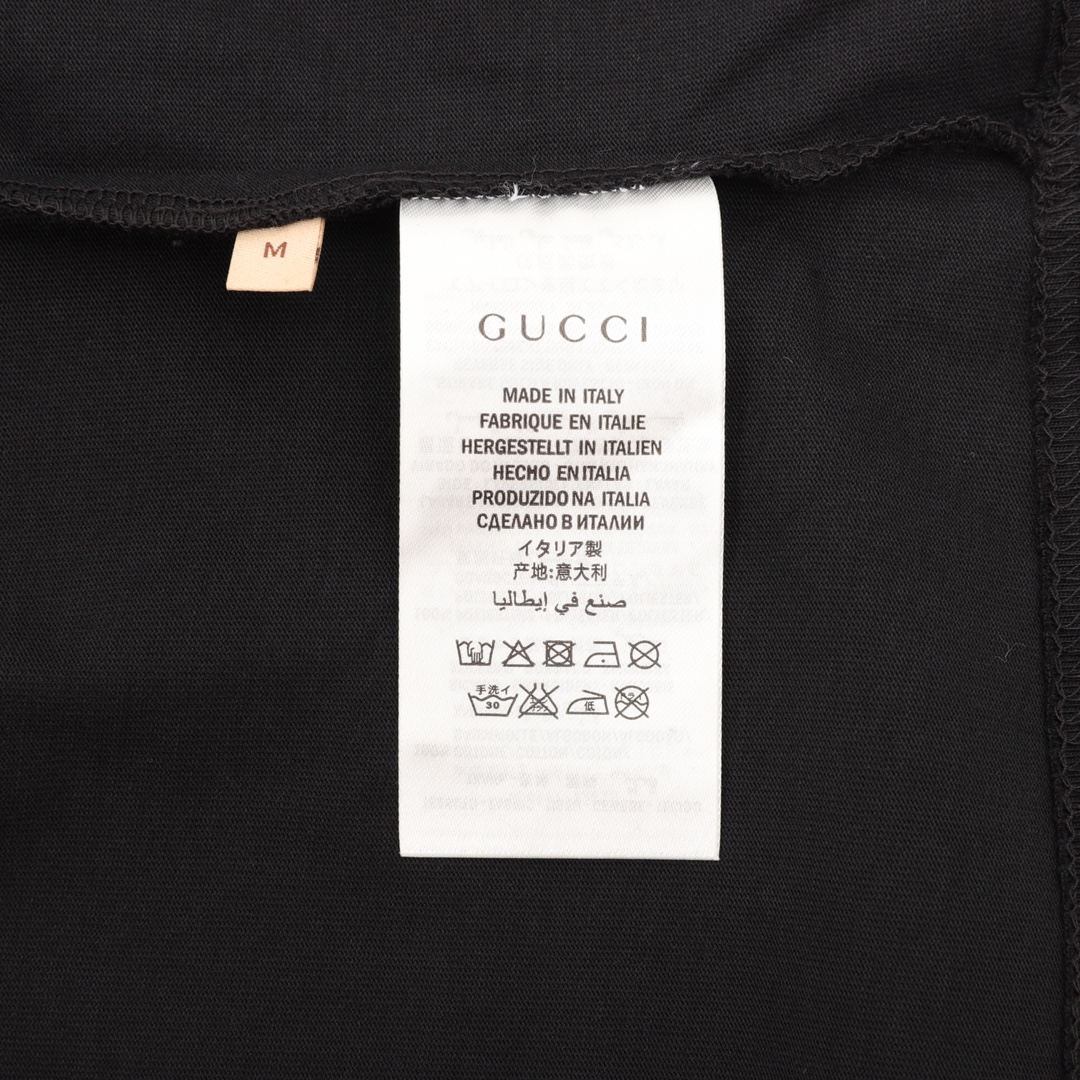 M
GUCCI
MADE IN ITALY
FABRIQUE EN ITALIE
HERGESTELLT IN ITALIEN
HECHO EN ITALIA
PRODUZIDO NA ITALIA
СДЕЛАНО В ИТАЛИИ
イタリア製
产地:意大利
صنع في إيطاليا
手洗イ
30
低